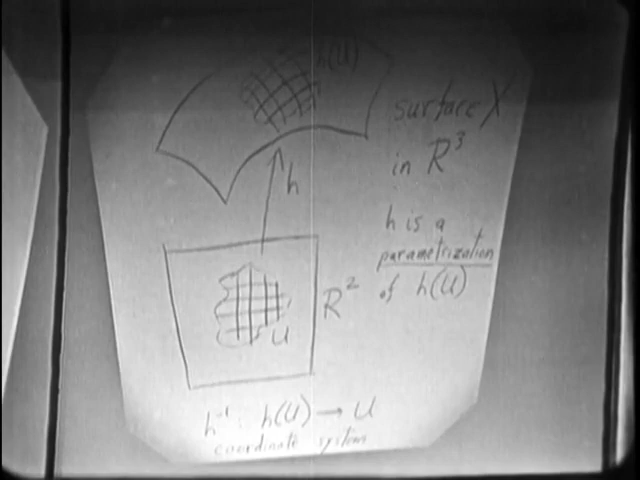 h(U)
surface X
in R³
h
h is a
parametrization
of h(U)
R²
U
h⁻¹: h(U) → U
coordinate system